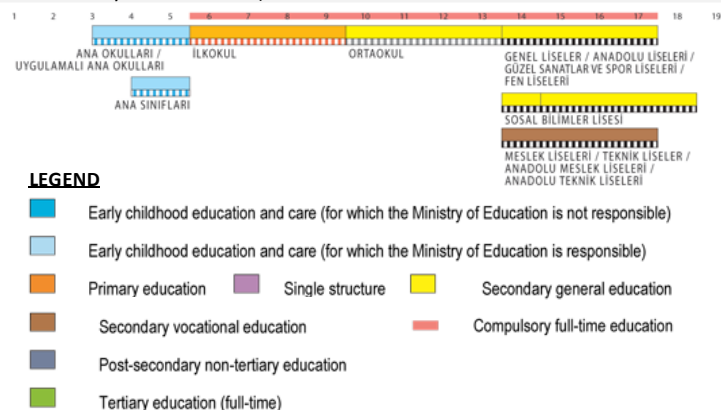 1 2 3 4 5 6 7 8 9 10 11 12 13 14 15 16 17 18 19
ANA OKULLARI /
UYGULAMALI ANA OKULLARI
İLKOKUL
ORTAOKUL
GENEL LİSELER / ANADOLU LİSELERİ /
GÜZEL SANATLAR VE SPOR LİSELERİ /
FEN LİSELERİ
ANA SINIFLARI
SOSAL BİLİMLER LİSESİ
MESLEK LİSELERİ / TEKNİK LİSELER /
ANADOLU MESLEK LİSELERİ /
ANADOLU TEKNİK LİSELERİ
LEGEND
Early childhood education and care (for which the Ministry of Education is not responsible)
Early childhood education and care (for which the Ministry of Education is responsible)
Primary education Single structure Secondary general education
Secondary vocational education Compulsory full-time education
Post-secondary non-tertiary education
Tertiary education (full-time)